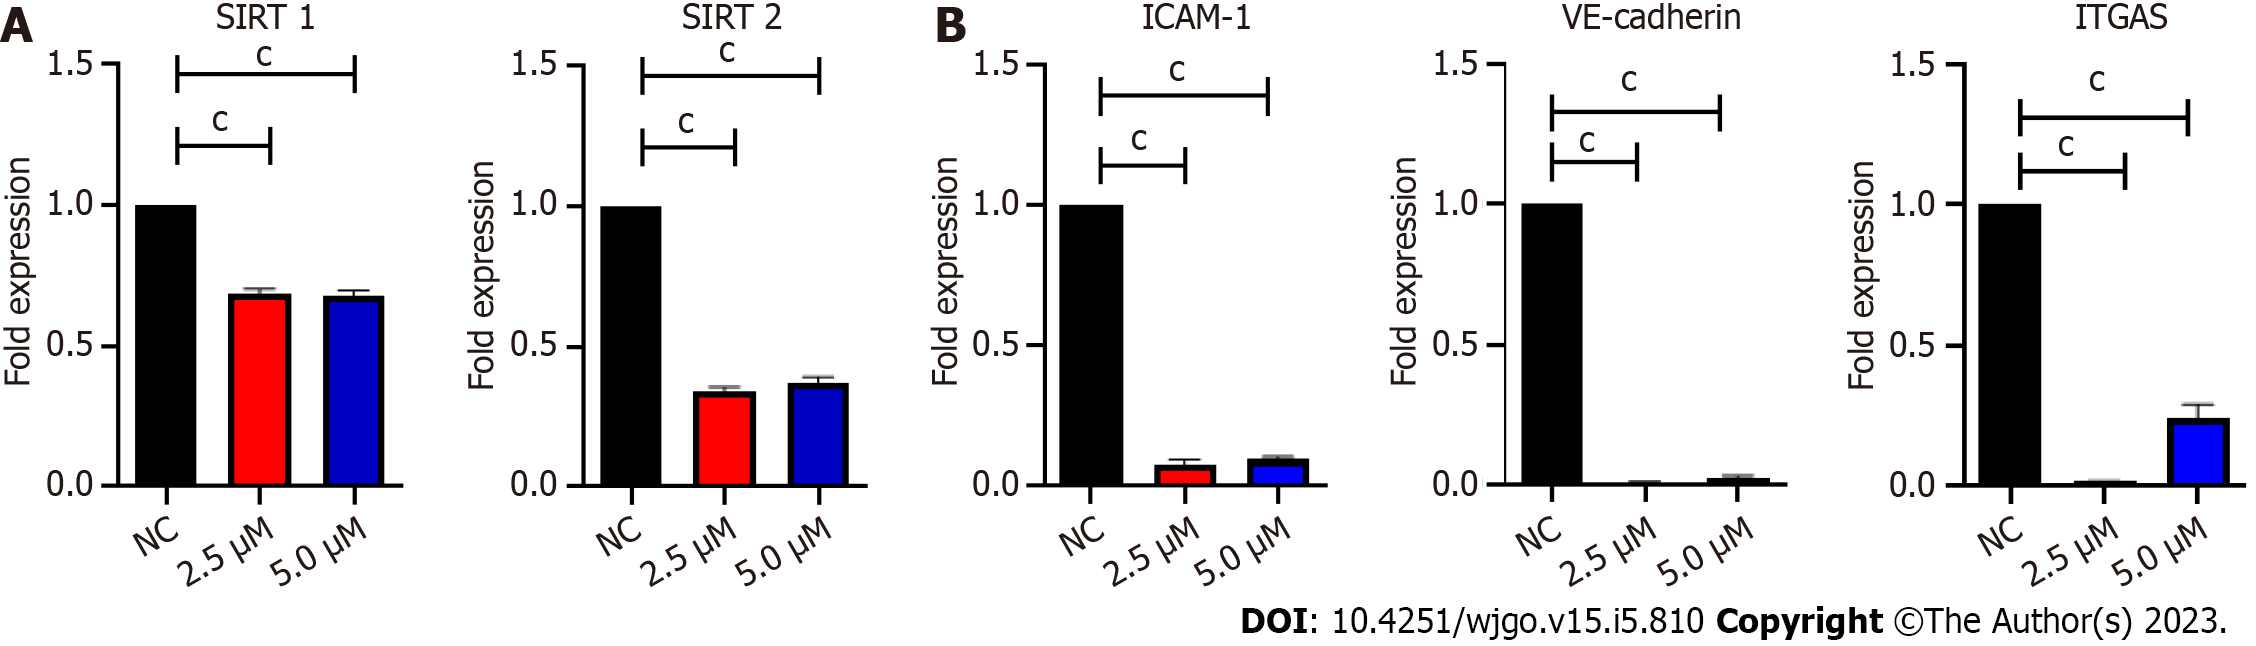 A
SIRT 1
c
c
1.5
1.0
0.5
0.0
Fold expression
NC
2.5 μM
5.0 μM
SIRT 2
c
c
1.5
1.0
0.5
0.0
Fold expression
NC
2.5 μM
5.0 μM
B
ICAM-1
c
c
1.5
1.0
0.5
0.0
Fold expression
NC
2.5 μM
5.0 μM
VE-cadherin
c
c
1.5
1.0
0.5
0.0
Fold expression
NC
2.5 μM
5.0 μM
ITGAS
c
c
1.5
1.0
0.5
0.0
Fold expression
NC
2.5 μM
5.0 μM
DOI: 10.4251/wjgo.v15.i5.810 Copyright ©The Author(s) 2023.